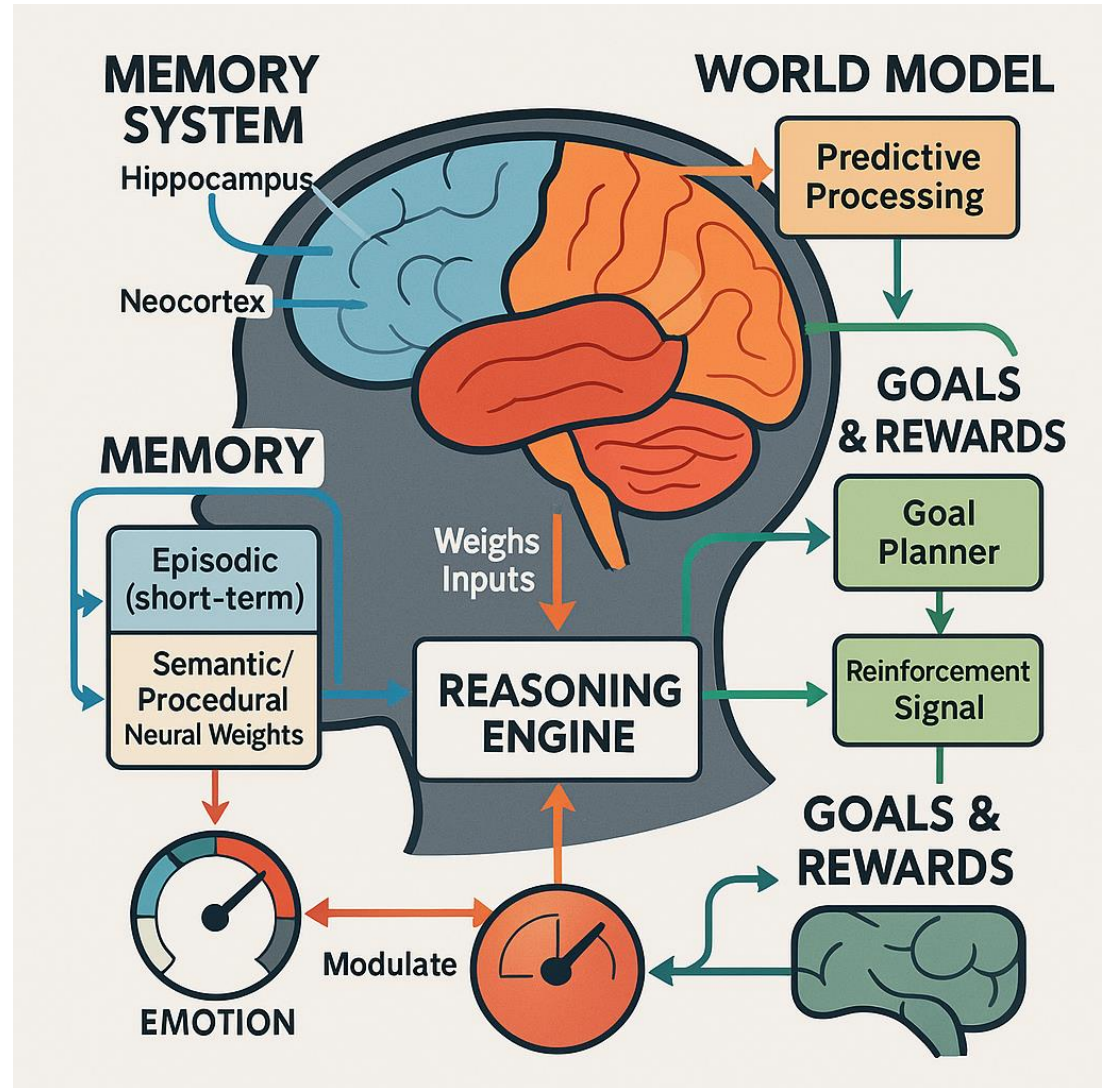 MEMORY
SYSTEM
Hippocampus
Neocortex
WORLD MODEL
Predictive
Processing
GOALS
& REWARDS
Goal
Planner
Reinforcement
Signal
MEMORY
Episodic
(short-term)
Semantic/
Procedural
Neural Weights
Weighs
Inputs
REASONING
ENGINE
EMOTION
Modulate
GOALS &
REWARDS